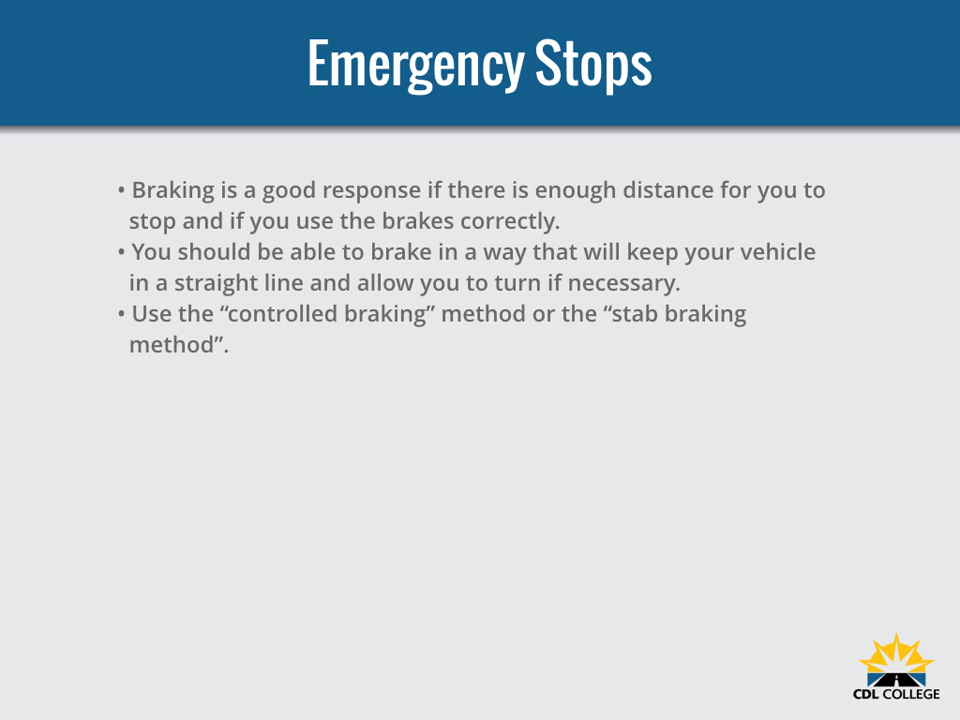 Emergency Stops
• Braking is a good response if there is enough distance for you to
stop and if you use the brakes correctly.
• You should be able to brake in a way that will keep your vehicle
in a straight line and allow you to turn if necessary.
• Use the “controlled braking” method or the “stab braking
method”.
CDL COLLEGE